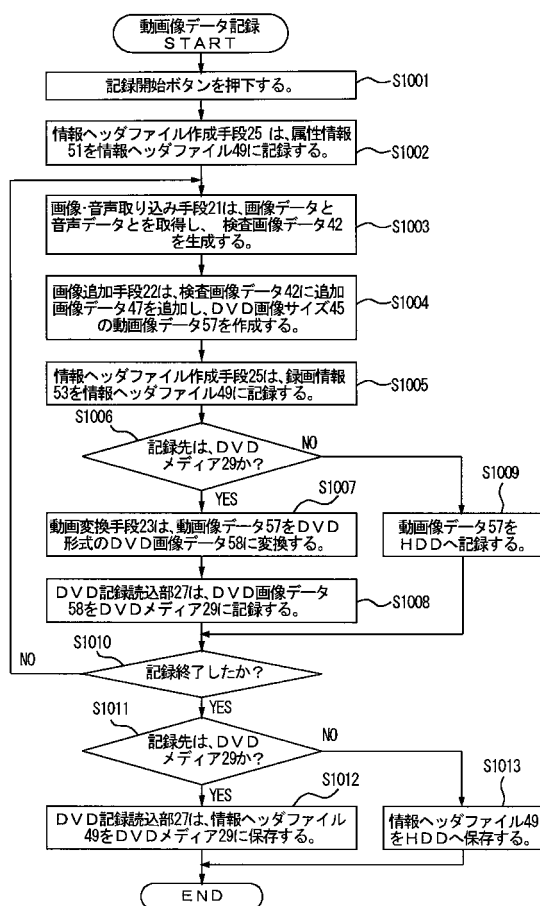 動画像データ記録
START
記録開始ボタンを押下する。
S1001
情報ヘッダファイル作成手段25 は、属性情報
51を情報ヘッダファイル49に記録する。
S1002
画像・音声取り込み手段21は、画像データと
音声データとを取得し、 検査画像データ42
を生成する。
S1003
画像追加手段22は、検査画像データ42に追加
画像データ47を追加し、DVD画像サイズ45
の動画像データ57を作成する。
S1004
情報ヘッダファイル作成手段25は、録画情報
53を情報ヘッダファイル49に記録する。
S1005
S1006
記録先は、DVD
メディア29か?
NO
YES
S1007
動画変換手段23は、動画像データ57をDVD
形式のDVD画像データ58に変換する。
S1009
動画像データ57を
HDDへ記録する。
DVD記録読込部27は、DVD画像データ
58をDVDメディア29に記録する。
S1008
S1010
NO
記録終了したか?
YES
S1011
記録先は、DVD
メディア29か?
NO
YES
S1012
DVD記録読込部27は、情報ヘッダファイル
49をDVDメディア29に保存する。
S1013
情報ヘッダファイル49
をHDDへ保存する。
END